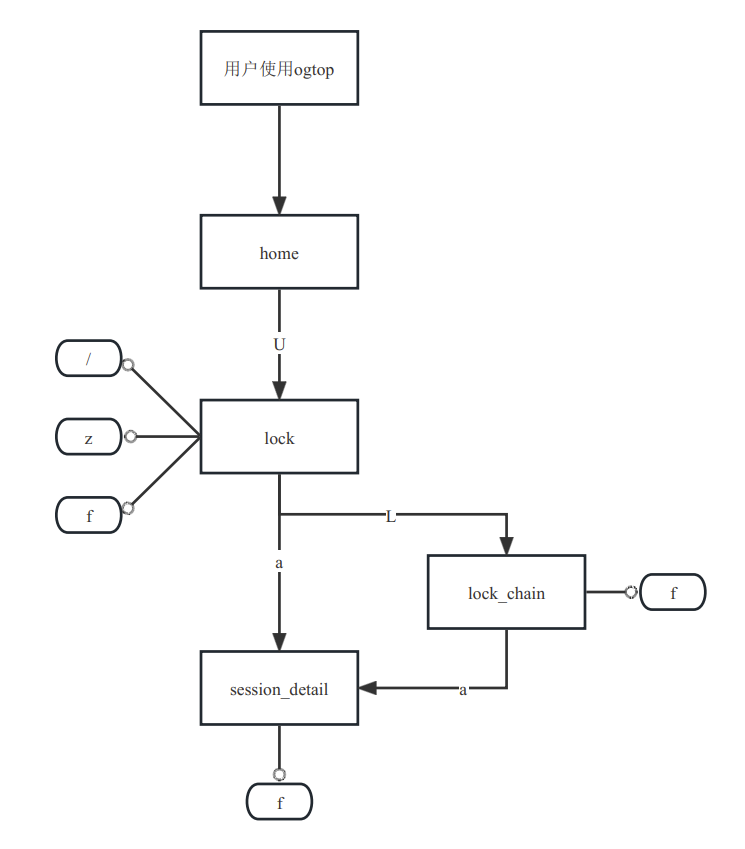 用户使用ogtop
home
U
/
z
lock
f
L
a
lock_chain
f
session_detail
a
f